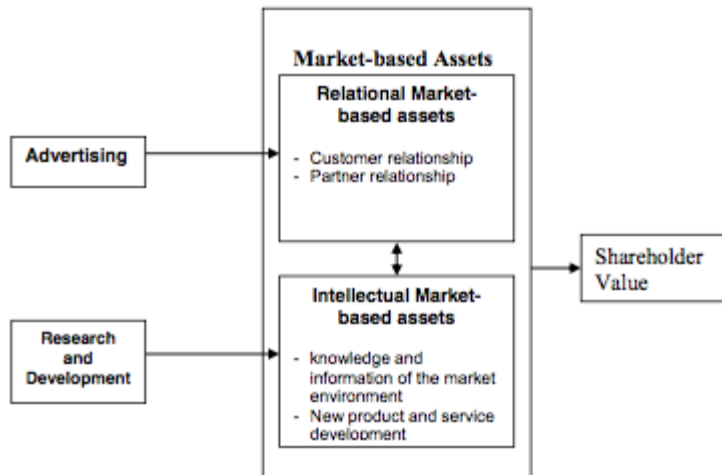 Market-based Assets
Relational Market-
based assets
- Customer relationship
- Partner relationship
Advertising
Shareholder
Value
Intellectual Market-
based assets
- knowledge and
information of the market
environment
- New product and service
development
Research
and
Development